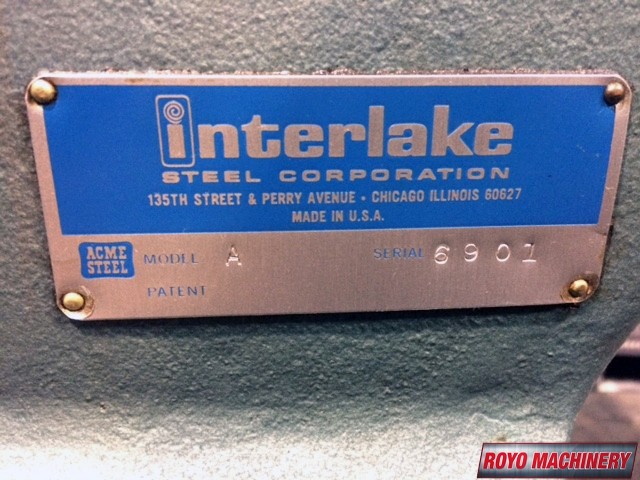 interlake
STEEL CORPORATION
135TH STREET & PERRY AVENUE • CHICAGO ILLINOIS 60627
MADE IN U.S.A.
ACME STEEL
MODEL A SERIAL 6901
PATENT
ROYO MACHINERY